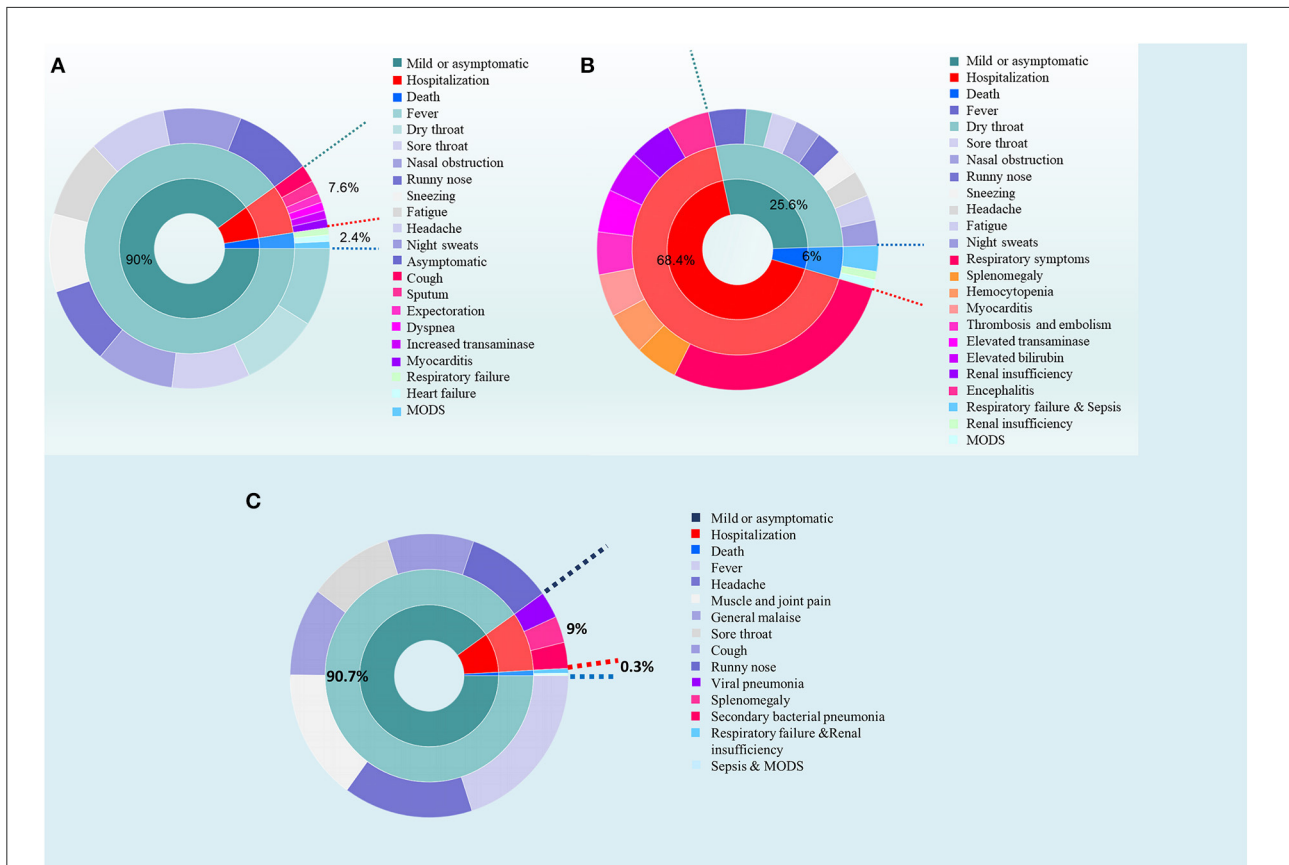 A
Mild or asymptomatic
Hospitalization
Death
Fever
Dry throat
Sore throat
Nasal obstruction
Runny nose
Sneezing
Fatigue
Headache
Night sweats
Asymptomatic
Cough
Sputum
Expectoration
Dyspnea
Increased transaminase
Myocarditis
Respiratory failure
Heart failure
MODS
7.6%
2.4%
90%
B
Mild or asymptomatic
Hospitalization
Death
Fever
Dry throat
Sore throat
Nasal obstruction
Runny nose
Sneezing
Headache
Fatigue
Night sweats
Respiratory symptoms
Splenomegaly
Hemocytopenia
Myocarditis
Thrombosis and embolism
Elevated transaminase
Elevated bilirubin
Renal insufficiency
Encephalitis
Respiratory failure & Sepsis
Renal insufficiency
MODS
25.6%
68.4%
6%
C
Mild or asymptomatic
Hospitalization
Death
Fever
Headache
Muscle and joint pain
General malaise
Sore throat
Cough
Runny nose
Viral pneumonia
Splenomegaly
Secondary bacterial pneumonia
Respiratory failure &Renal
insufficiency
Sepsis & MODS
9%
0.3%
90.7%